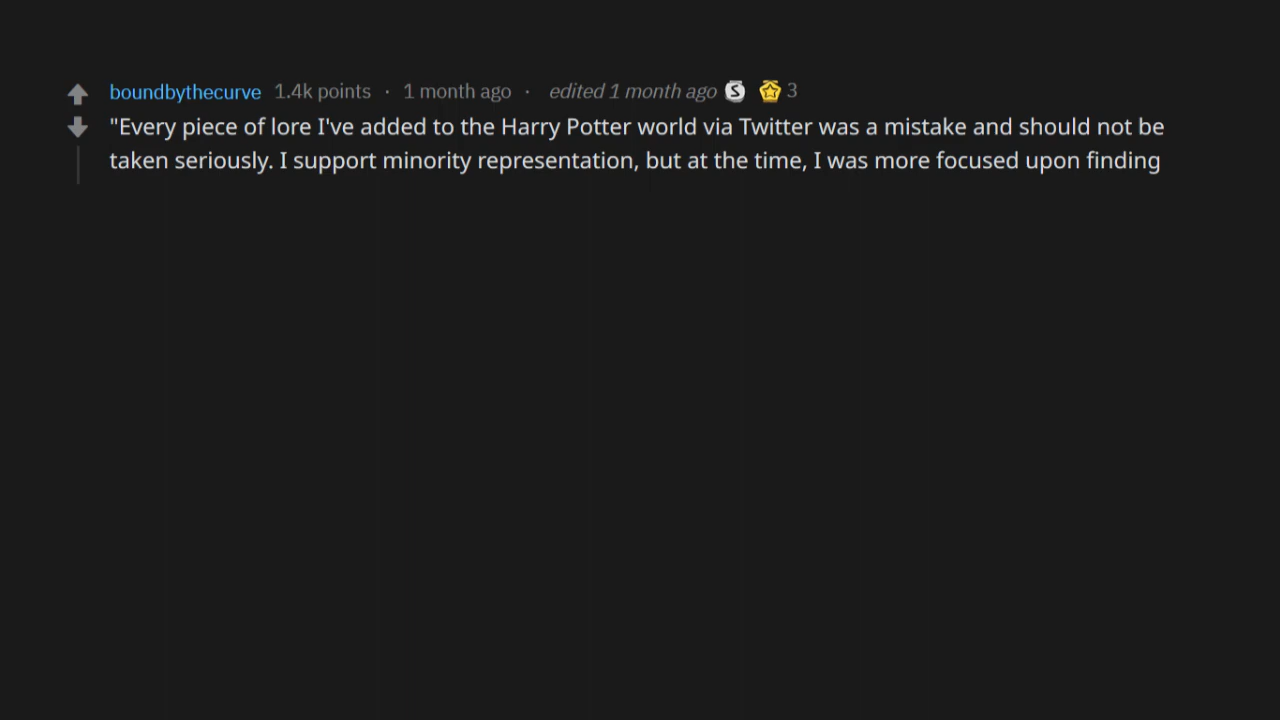 boundbythecurve 1.4k points · 1 month ago · edited 1 month ago S 3
"Every piece of lore I've added to the Harry Potter world via Twitter was a mistake and should not be
taken seriously. I support minority representation, but at the time, I was more focused upon finding